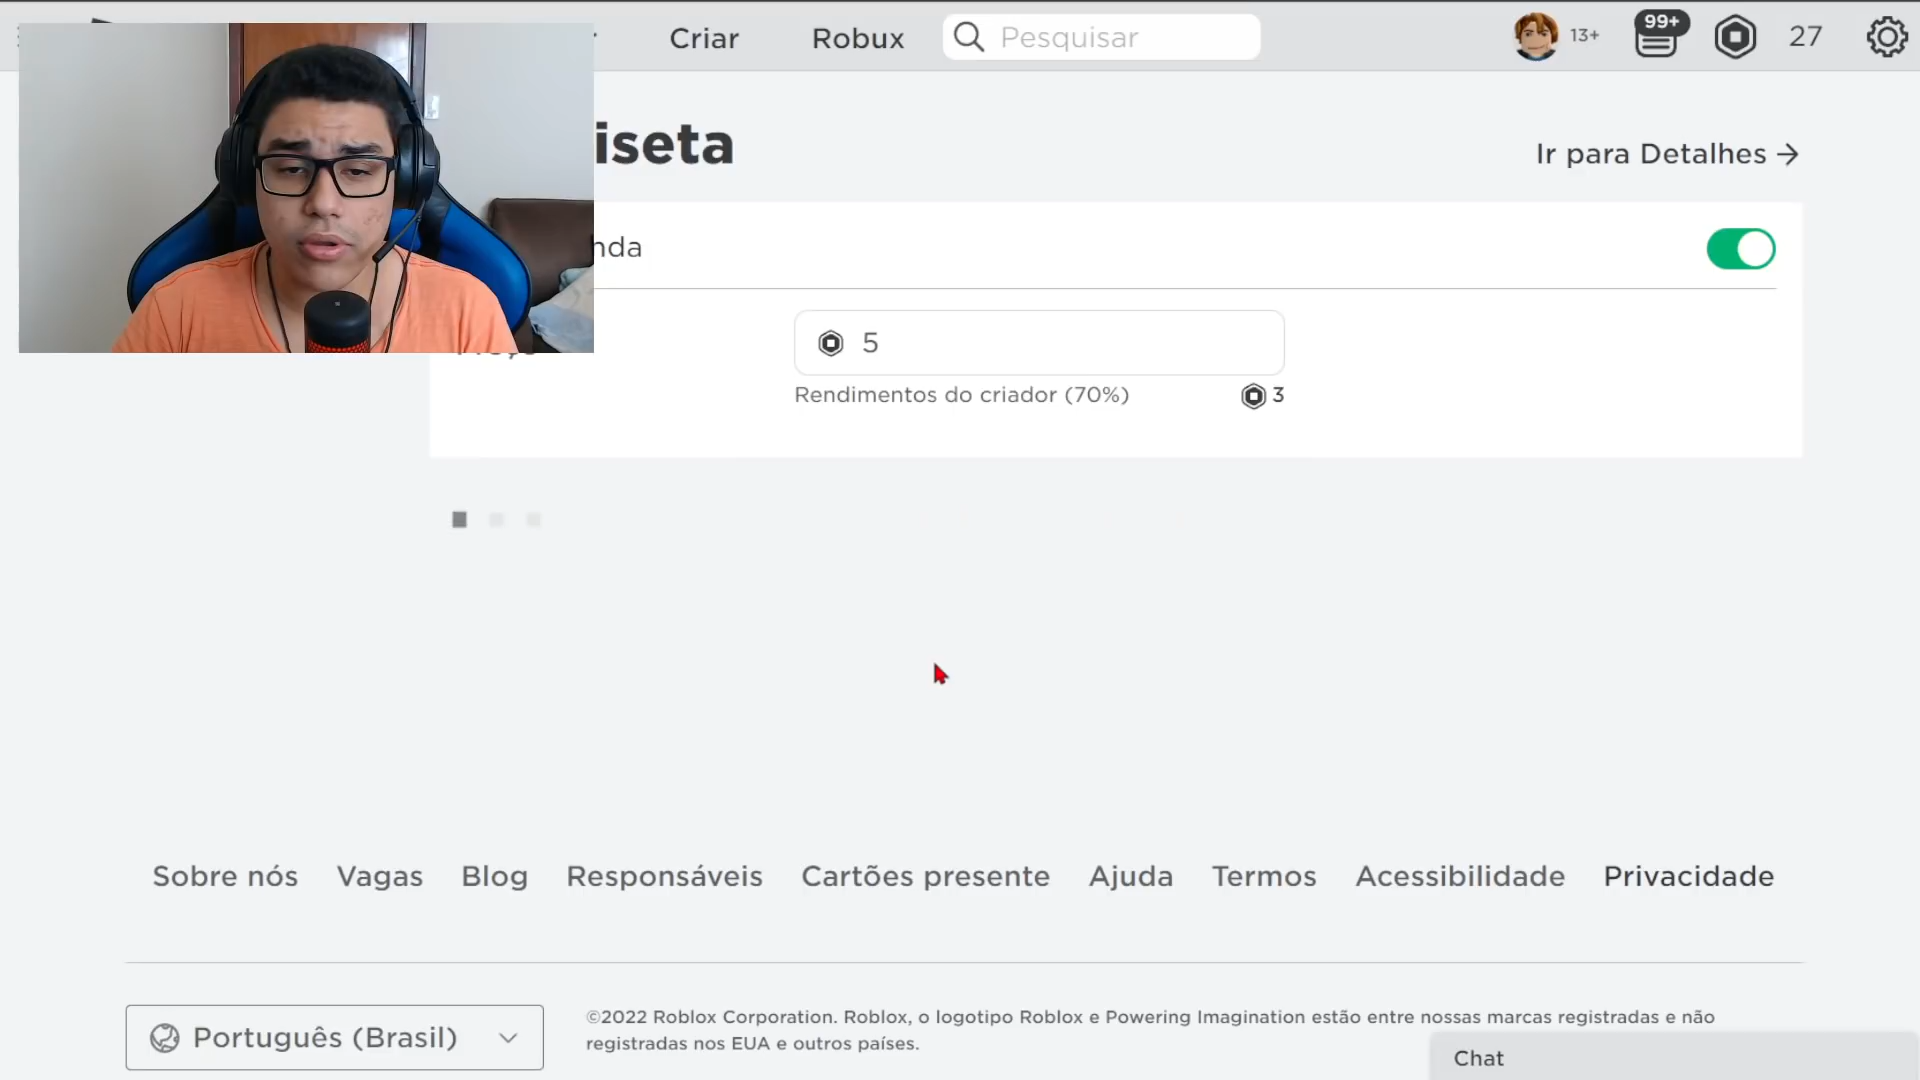 Criar
Robux
Pesquisar
13+
99+
27
iseta
Ir para Detalhes →
nda
5
Rendimentos do criador (70%)
3
Sobre nós
Vagas
Blog
Responsáveis
Cartões presente
Ajuda
Termos
Acessibilidade
Privacidade
Português (Brasil)
©2022 Roblox Corporation. Roblox, o logotipo Roblox e Powering Imagination estão entre nossas marcas registradas e não
registradas nos EUA e outros países.
Chat